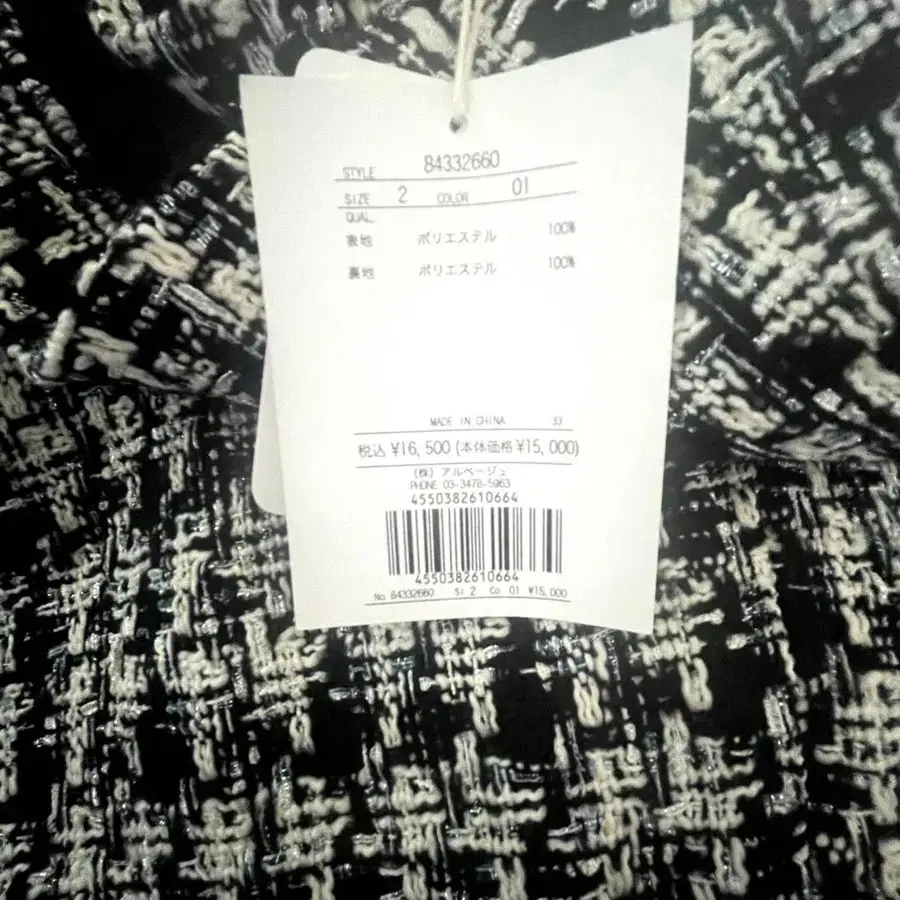 STYLE 84332660
SIZE 2 COLOR 01
QUAL.
表地 ポリエステル 100%
裏地 ポリエステル 100%
MADE IN CHINA 33
税込 ¥16,500 (本体価格 ¥15,000)
(株) アルページュ
PHONE 03-3478-5963
4550382610664
4550382610664
No 84332660 Si 2 Co 01 ¥15,000